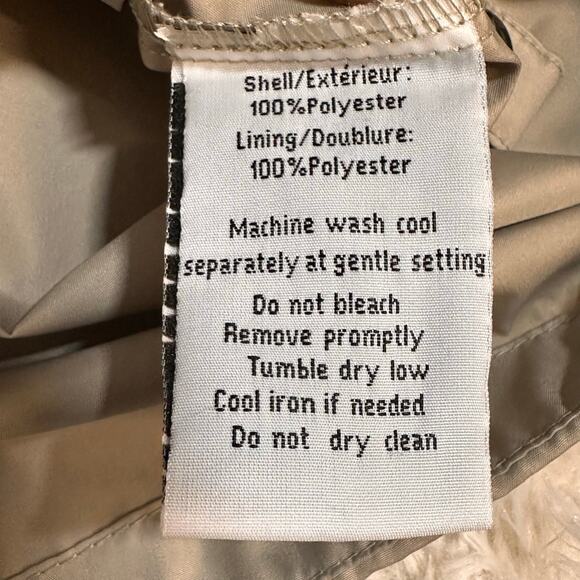 Shell/Extérieur:
100%Polyester
Lining/Doublure:
100%Polyester
Machine wash cool
separately at gentle setting
Do not bleach
Remove promptly
Tumble dry low
Cool iron if needed
Do not dry clean